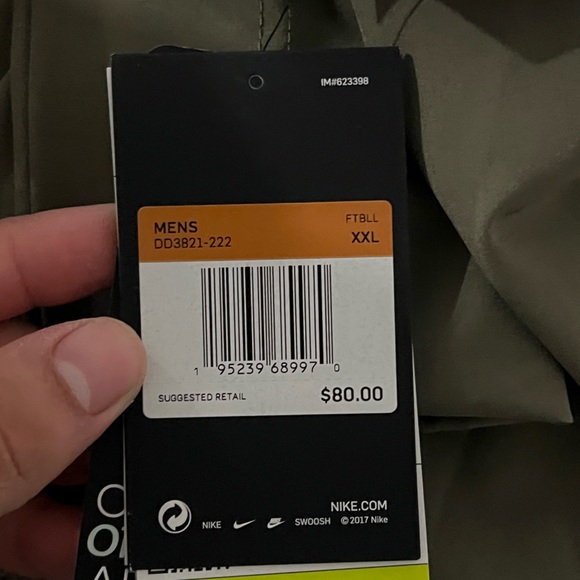 IM#623398
MENS
FTBLL
DD3821-222
XXL
1 95239 68997 0
SUGGESTED RETAIL
$80.00
NIKE.COM
NIKE SWOOSH © 2017 Nike